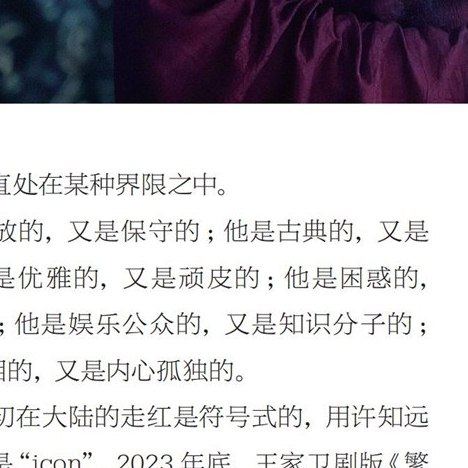 直处在某种界限之中。
放的，又是保守的；他是古典的，又是
是优雅的，又是顽皮的；他是困惑的，
；他是娱乐公众的，又是知识分子的；
的，又是内心孤独的。
初在大陆的走红是符号式的，用许知远
是“icon”。2023 年底，王家卫剧版《繁